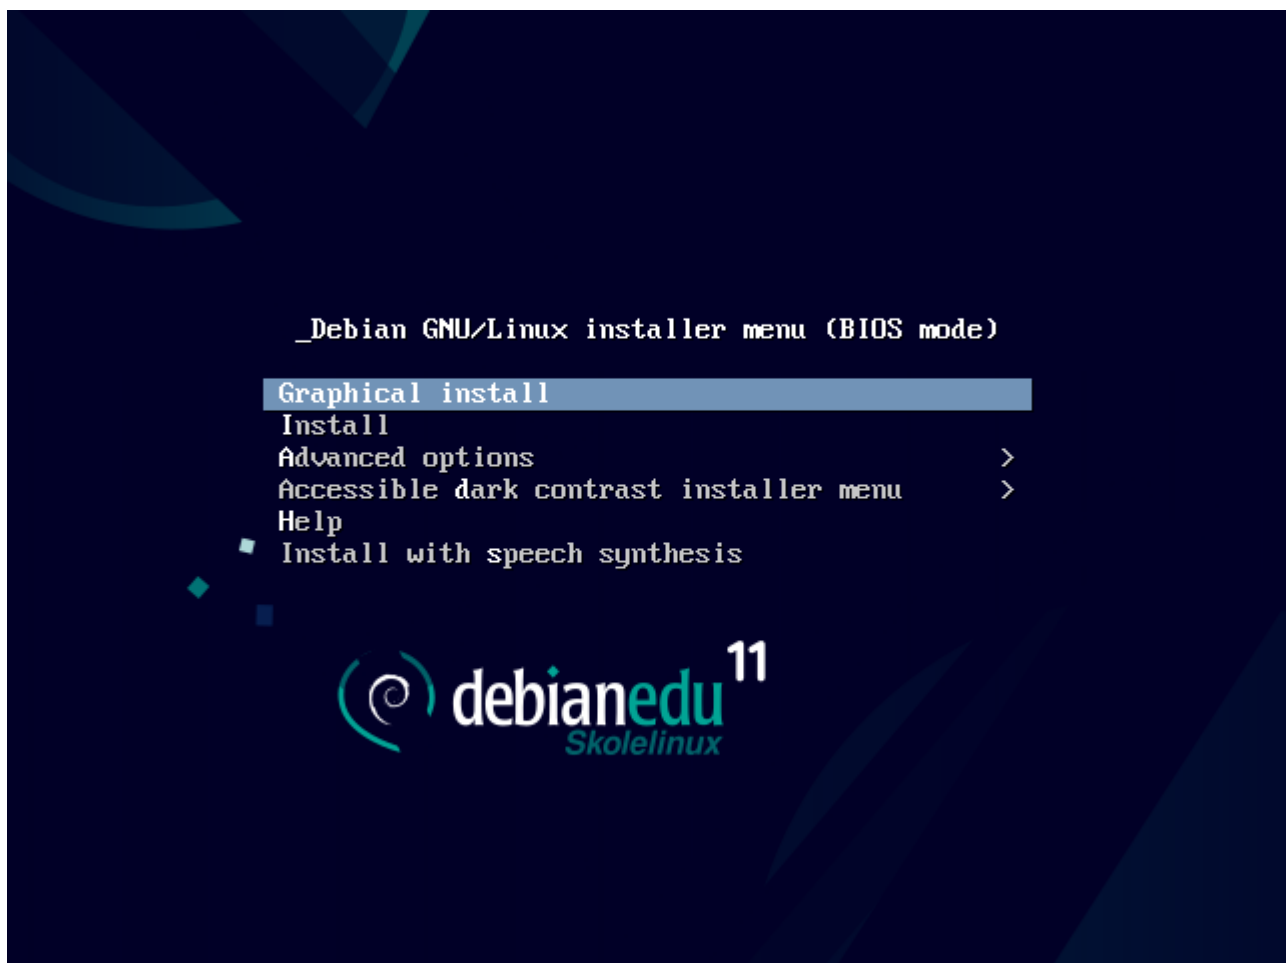 _Debian GNU/Linux installer menu (BIOS mode)
Graphical install
Install
Advanced options >
Accessible dark contrast installer menu >
Help
Install with speech synthesis
debianedu 11
Skolelinux